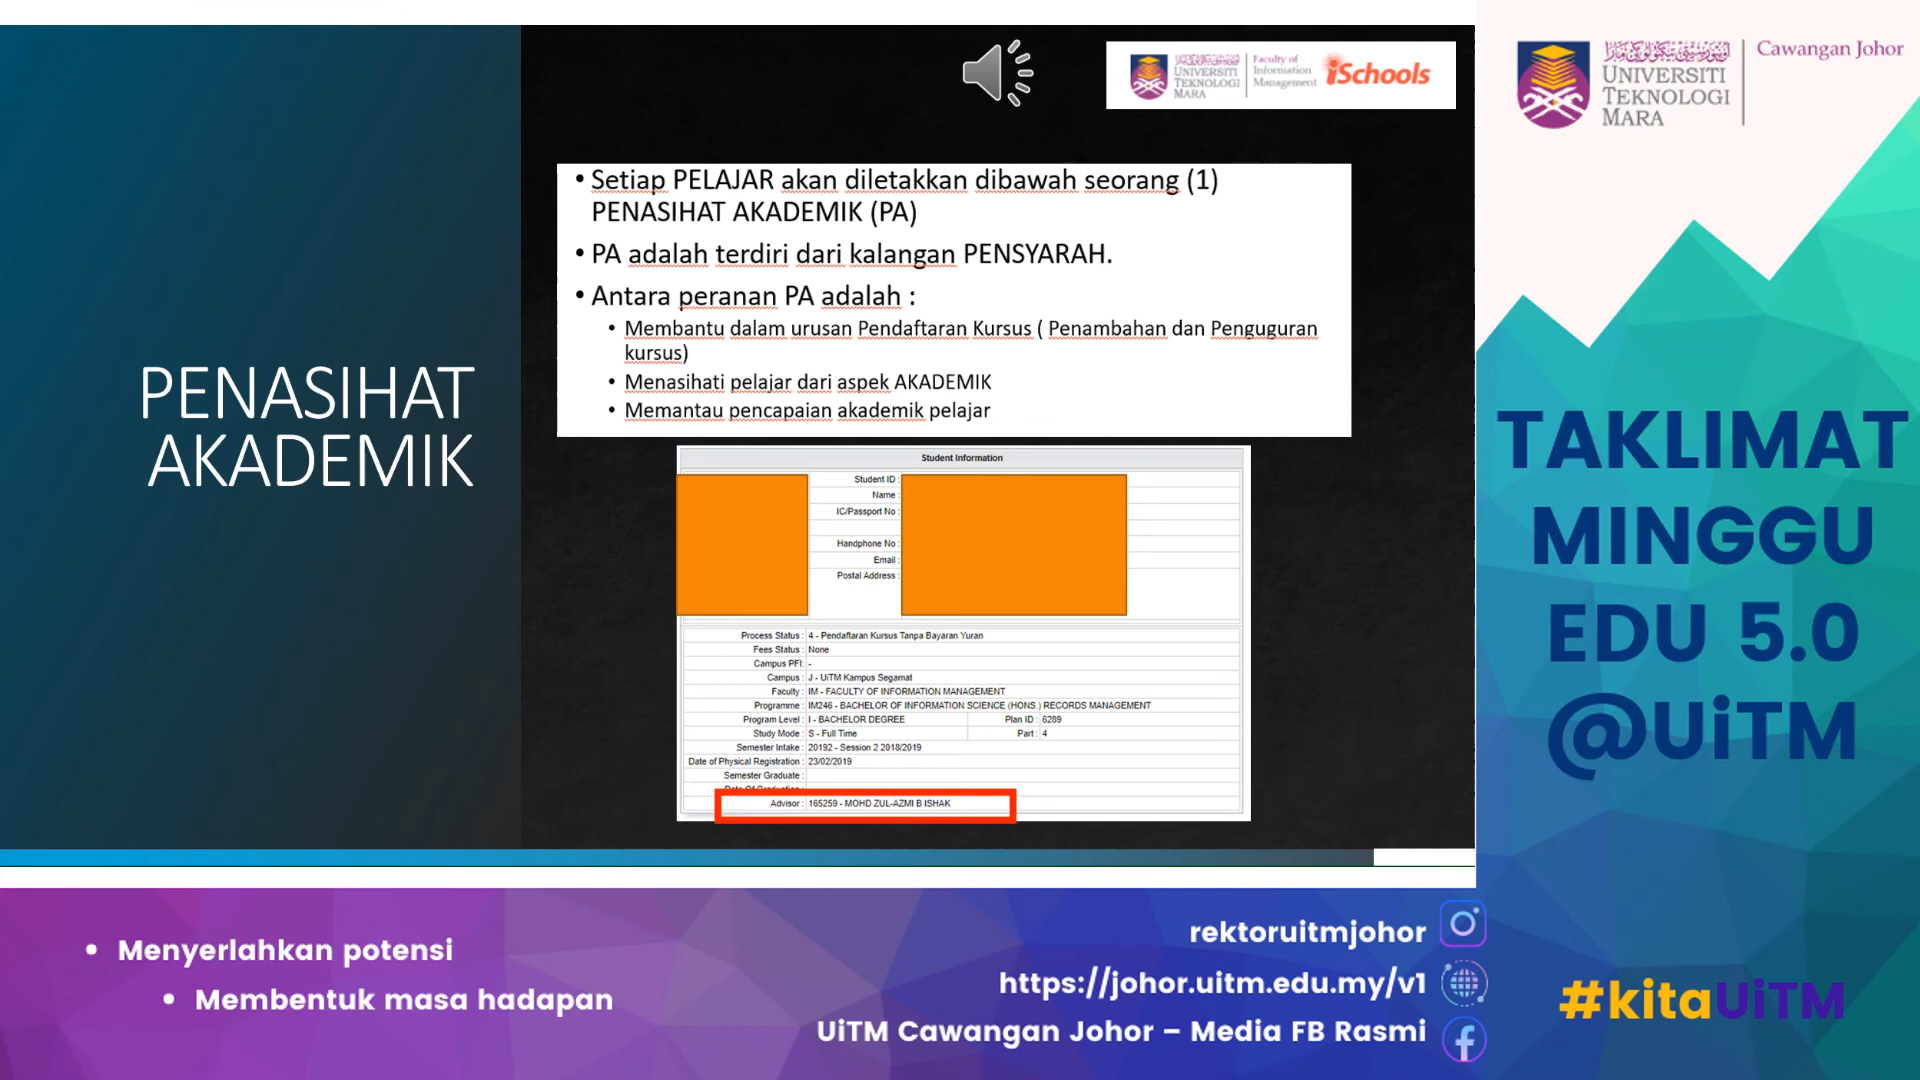 UNIVERSITI
TEKNOLOGI
MARA
Faculty of
Information
Management
iSchools
UNIVERSITI
TEKNOLOGI
MARA
Cawangan Johor
PENASIHAT
AKADEMIK
• Setiap PELAJAR akan diletakkan dibawah seorang (1)
PENASIHAT AKADEMIK (PA)
• PA adalah terdiri dari kalangan PENSYARAH.
• Antara peranan PA adalah :
• Membantu dalam urusan Pendaftaran Kursus ( Penambahan dan Penguguran
kursus)
• Menasihati pelajar dari aspek AKADEMIK
• Memantau pencapaian akademik pelajar
Student Information
Student ID :
Name :
IC/Passport No :
Handphone No :
Email :
Postal Address :
Process Status : 4 - Pendaftaran Kursus Tanpa Bayaran Yuran
Fees Status : None
Campus PFI: -
Campus : J - UiTM Kampus Segamat
Faculty : IM - FACULTY OF INFORMATION MANAGEMENT
Programme : IM246 - BACHELOR OF INFORMATION SCIENCE (HONS.) RECORDS MANAGEMENT
Program Level : I - BACHELOR DEGREE Plan ID : 6289
Study Mode : S - Full Time Part : 4
Semester Intake : 20192 - Session 2 2018/2019
Date of Physical Registration : 23/02/2019
Semester Graduate :
Date Of Graduation :
Advisor : 165259 - MOHD ZUL-AZMI B ISHAK
TAKLIMAT
MINGGU
EDU 5.0
@UiTM
• Menyerlahkan potensi
• Membentuk masa hadapan
rektoruitmjohor
https://johor.uitm.edu.my/v1
UiTM Cawangan Johor – Media FB Rasmi
#kitaUiTM